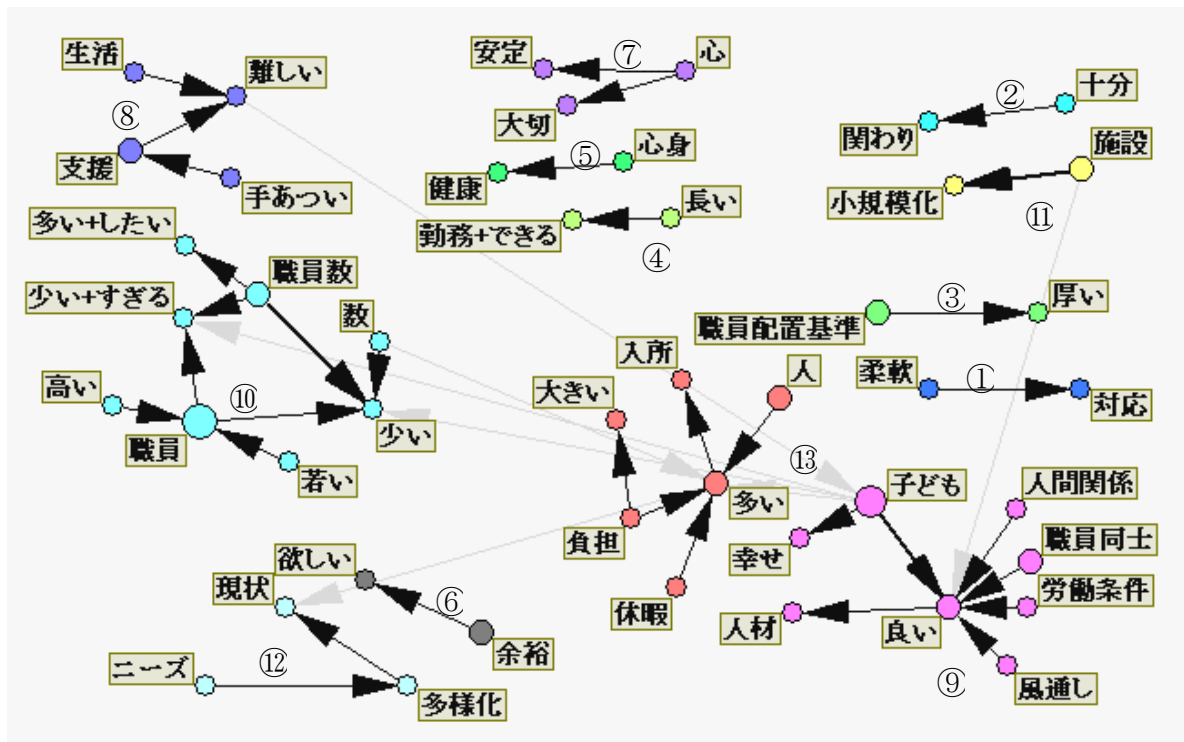 生活
難しい
⑧
支援
手あつい
安定
⑦
心
大切
⑤
心身
健康
長い
勤務+できる
④
十分
②
関わり
施設
小規模化
⑪
多い+したい
職員数
少い+すぎる
数
高い
⑩
職員
少い
若い
③
厚い
職員配置基準
柔軟
①
対応
入所
人
大きい
⑬
多い
負担
休暇
子ども
幸せ
人間関係
職員同士
労働条件
人材
良い
⑨
風通し
欲しい
現状
⑥
余裕
ニーズ
⑫
多様化